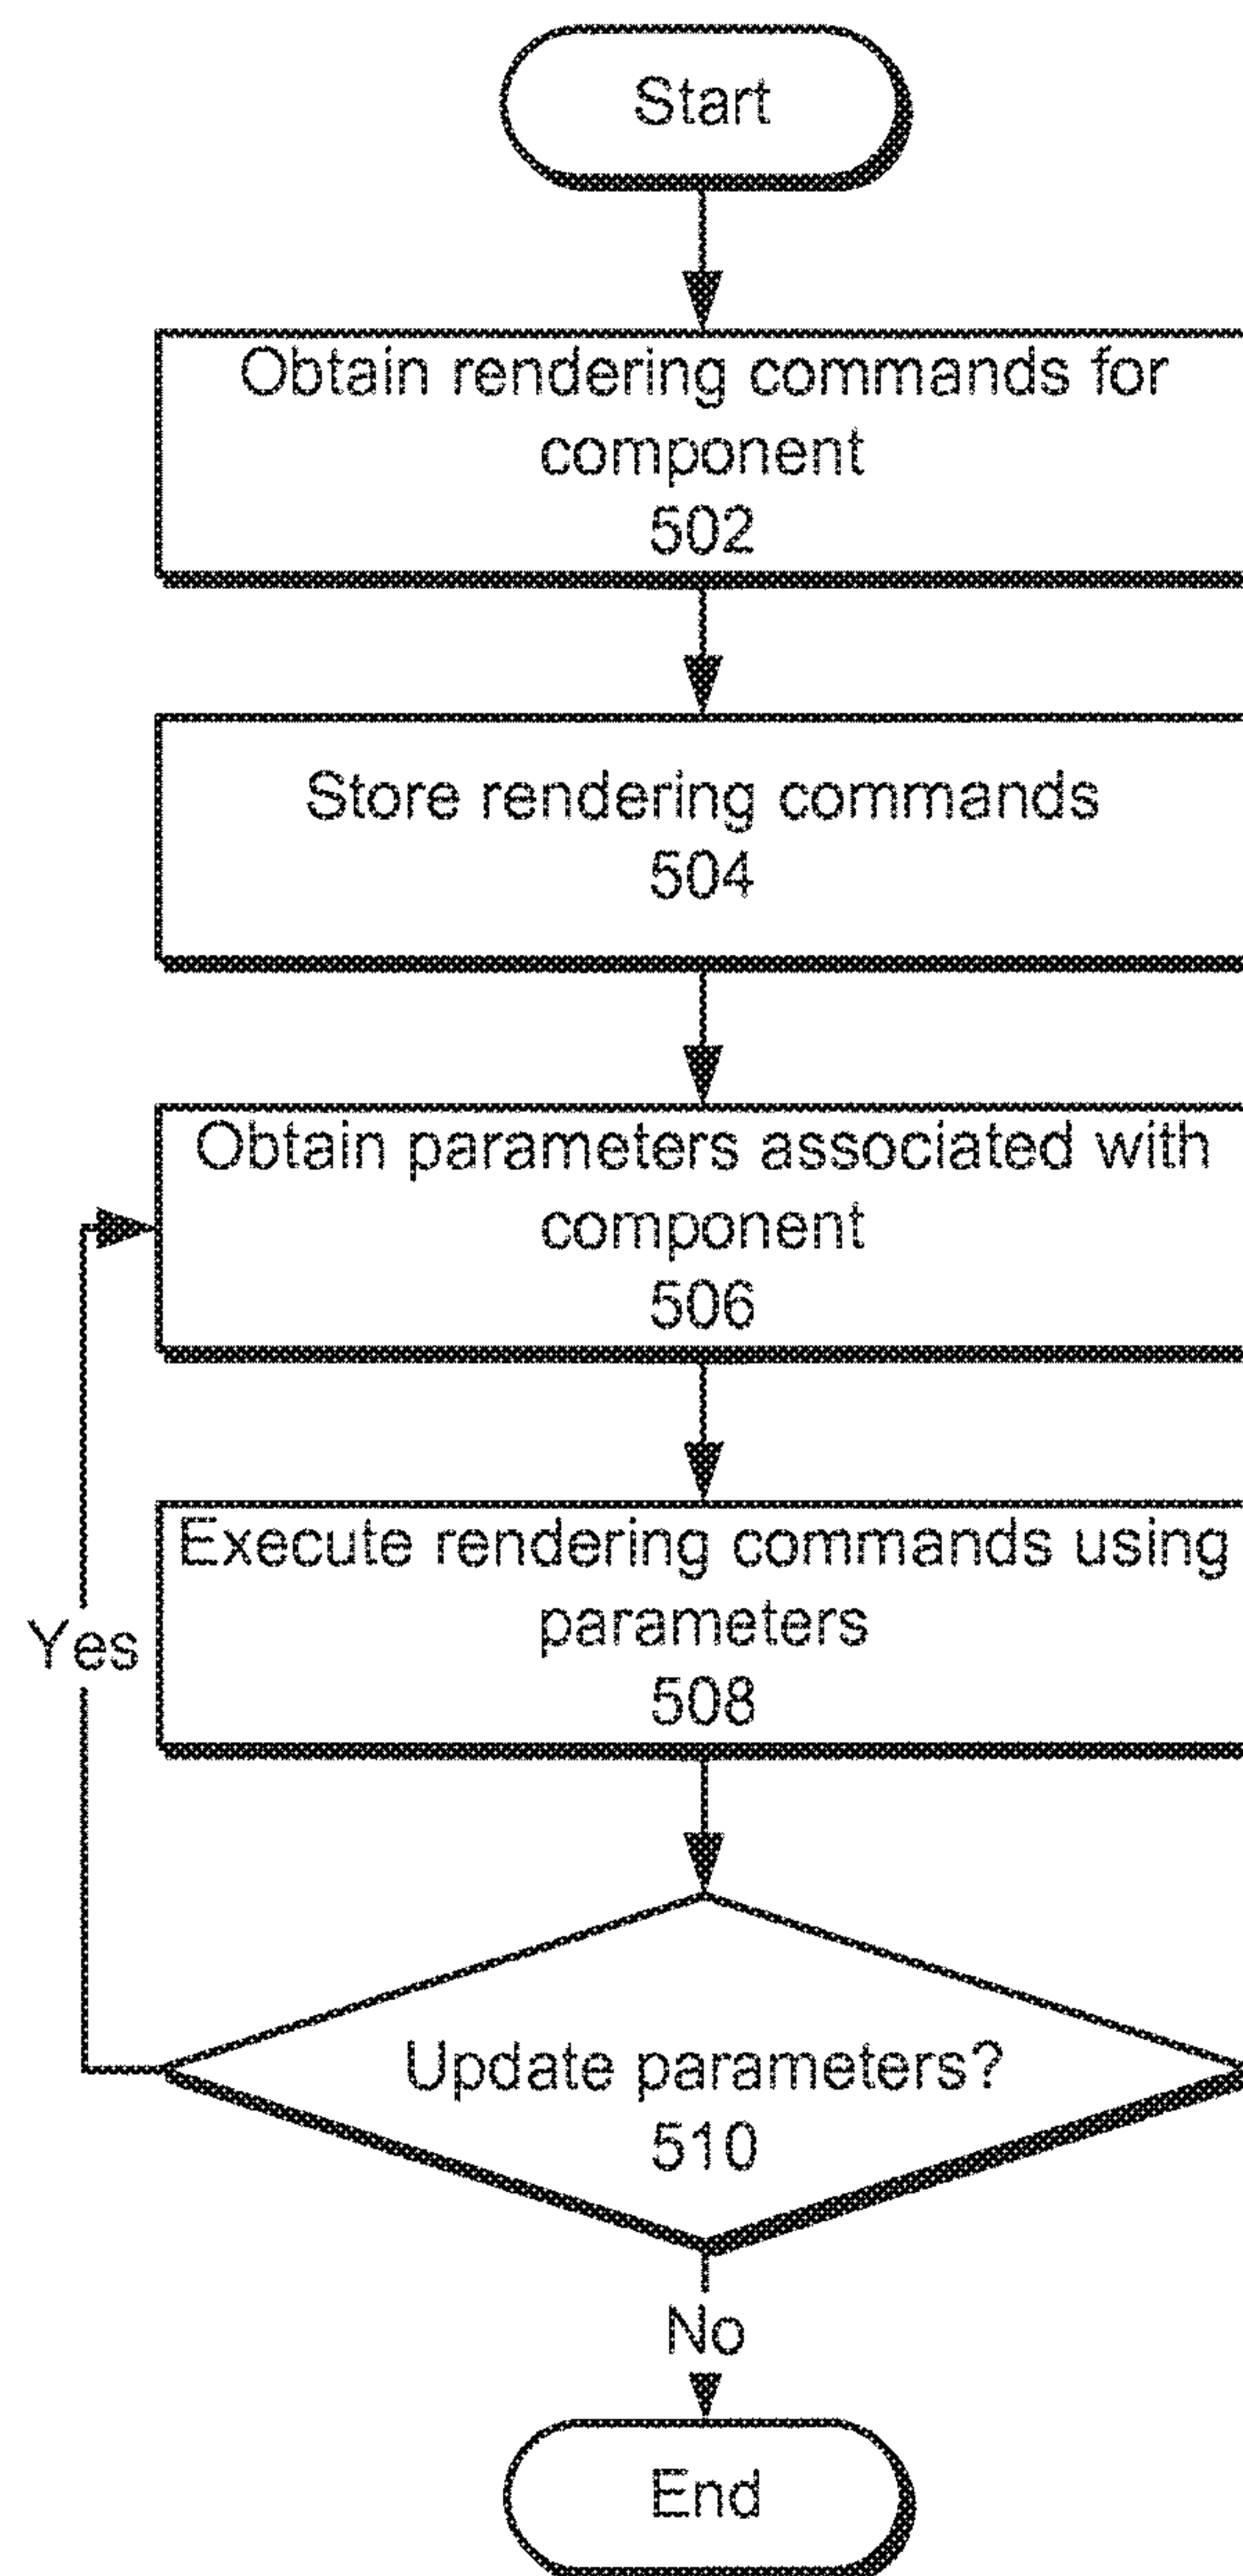 Start
Obtain rendering commands for
component
502
Store rendering commands
504
Obtain parameters associated with
component
506
Execute rendering commands using
parameters
508
Yes
Update parameters?
510
No
End